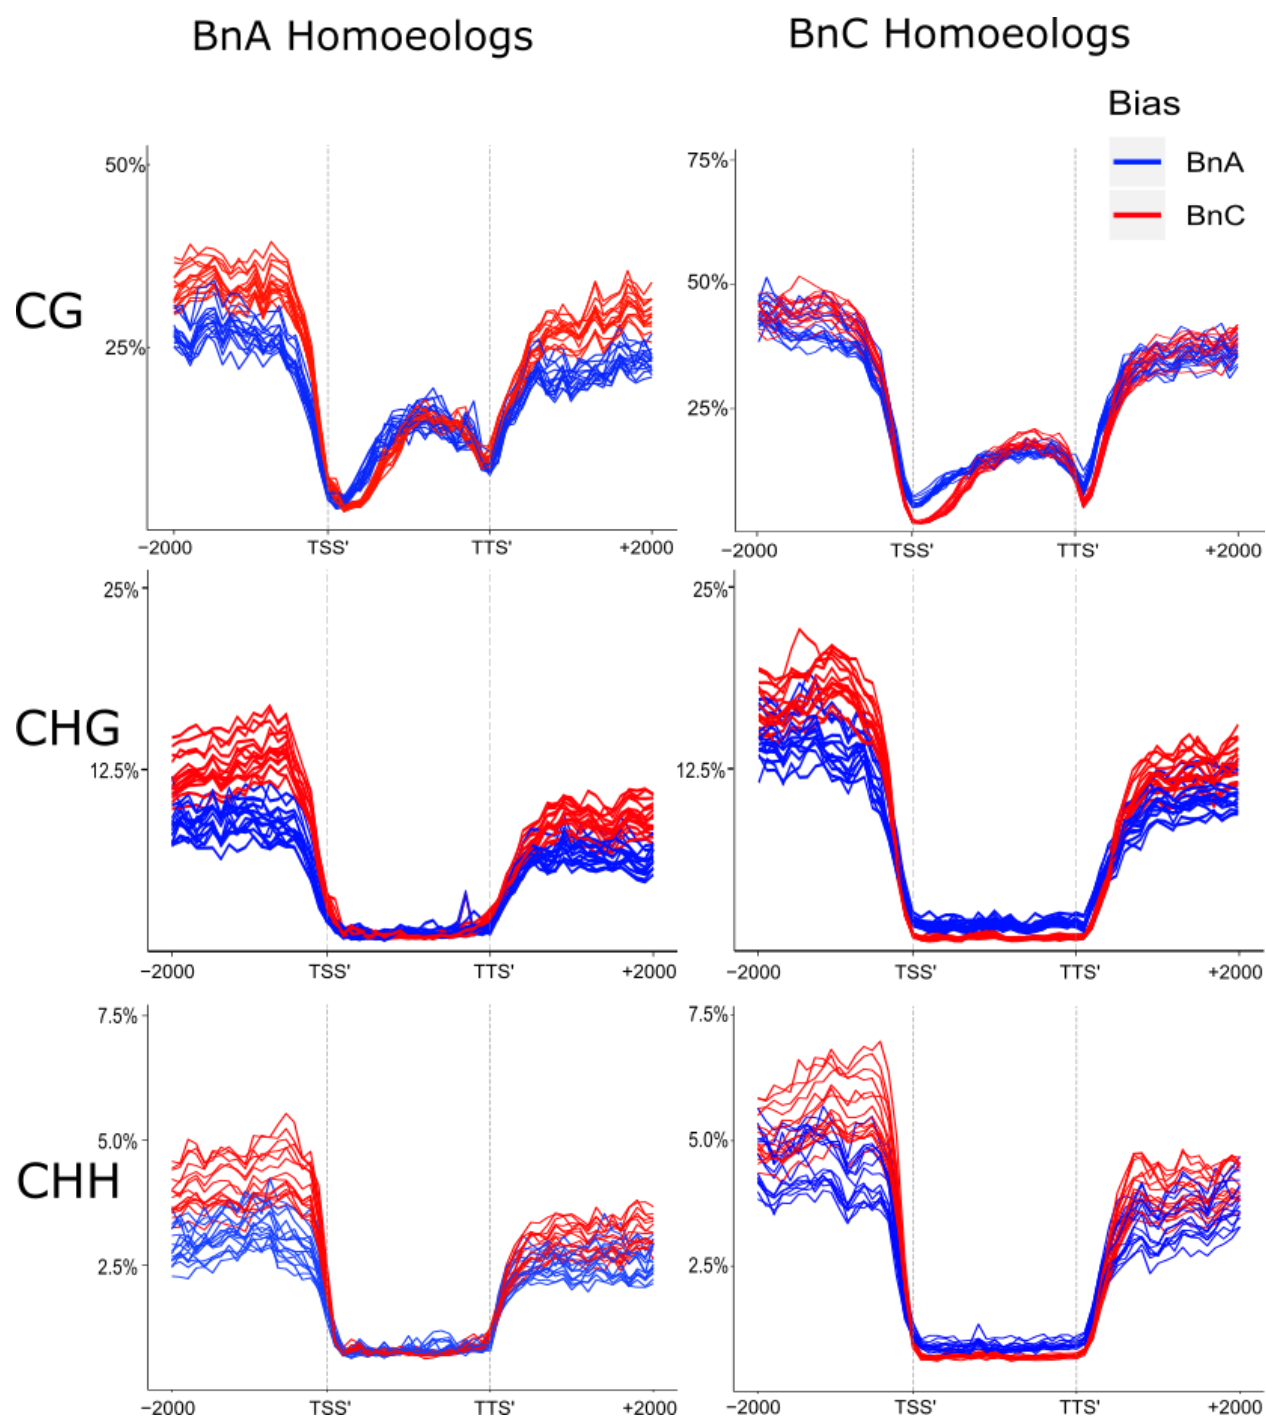 BnA Homoeologs
BnC Homoeologs
Bias
BnA
BnC
CG
50%
25%
−2000 TSS' TTS' +2000
75%
50%
25%
−2000 TSS' TTS' +2000
CHG
25%
12.5%
−2000 TSS' TTS' +2000
25%
12.5%
−2000 TSS' TTS' +2000
CHH
7.5%
5.0%
2.5%
−2000 TSS' TTS' +2000
7.5%
5.0%
2.5%
−2000 TSS' TTS' +2000